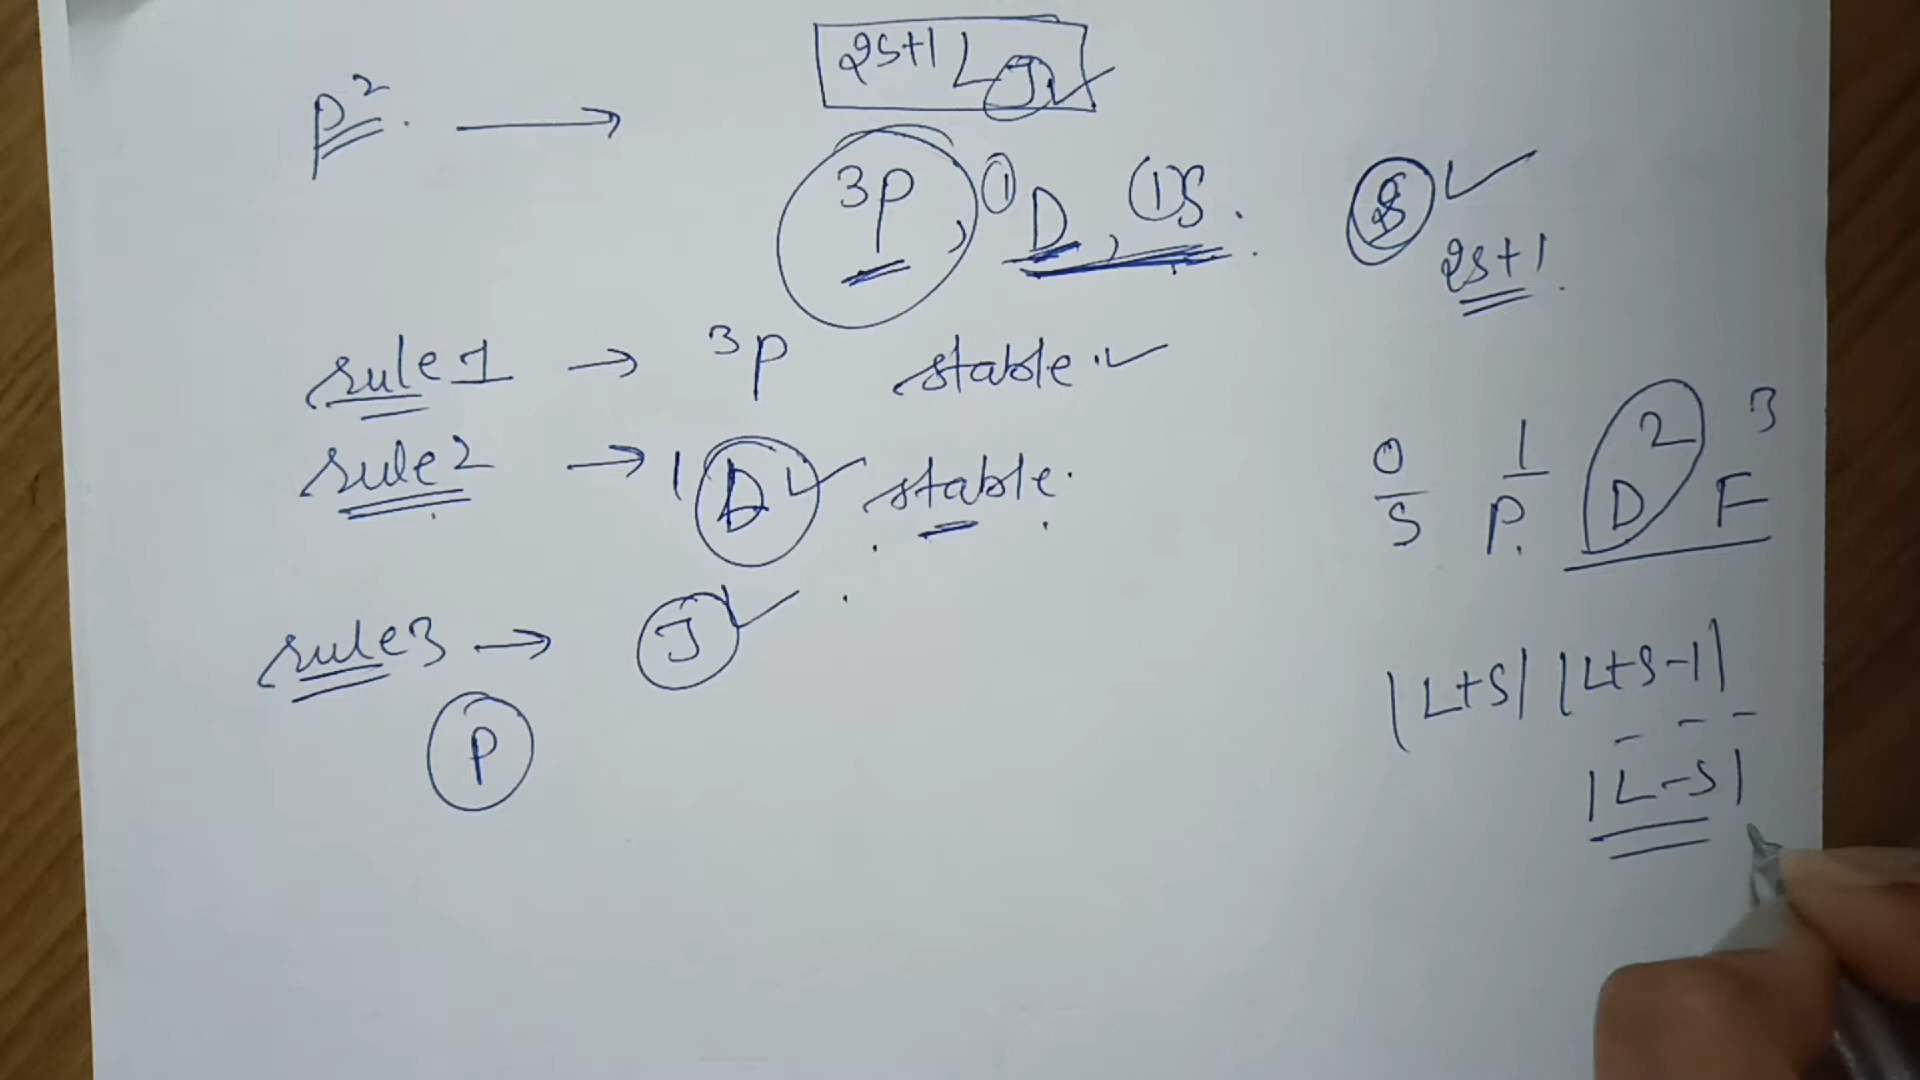 2s+1 L J ✓
p² . →
³P , ¹D , ¹S .
S ✓
2s+1 .
rule 1 → ³P stable . ✓
rule 2 → ¹D ✓ stable .
0 1 2 3
S P. D F
rule 3 → J ✓
|L+S| |L+S-1|
- - -
|L-S|
P